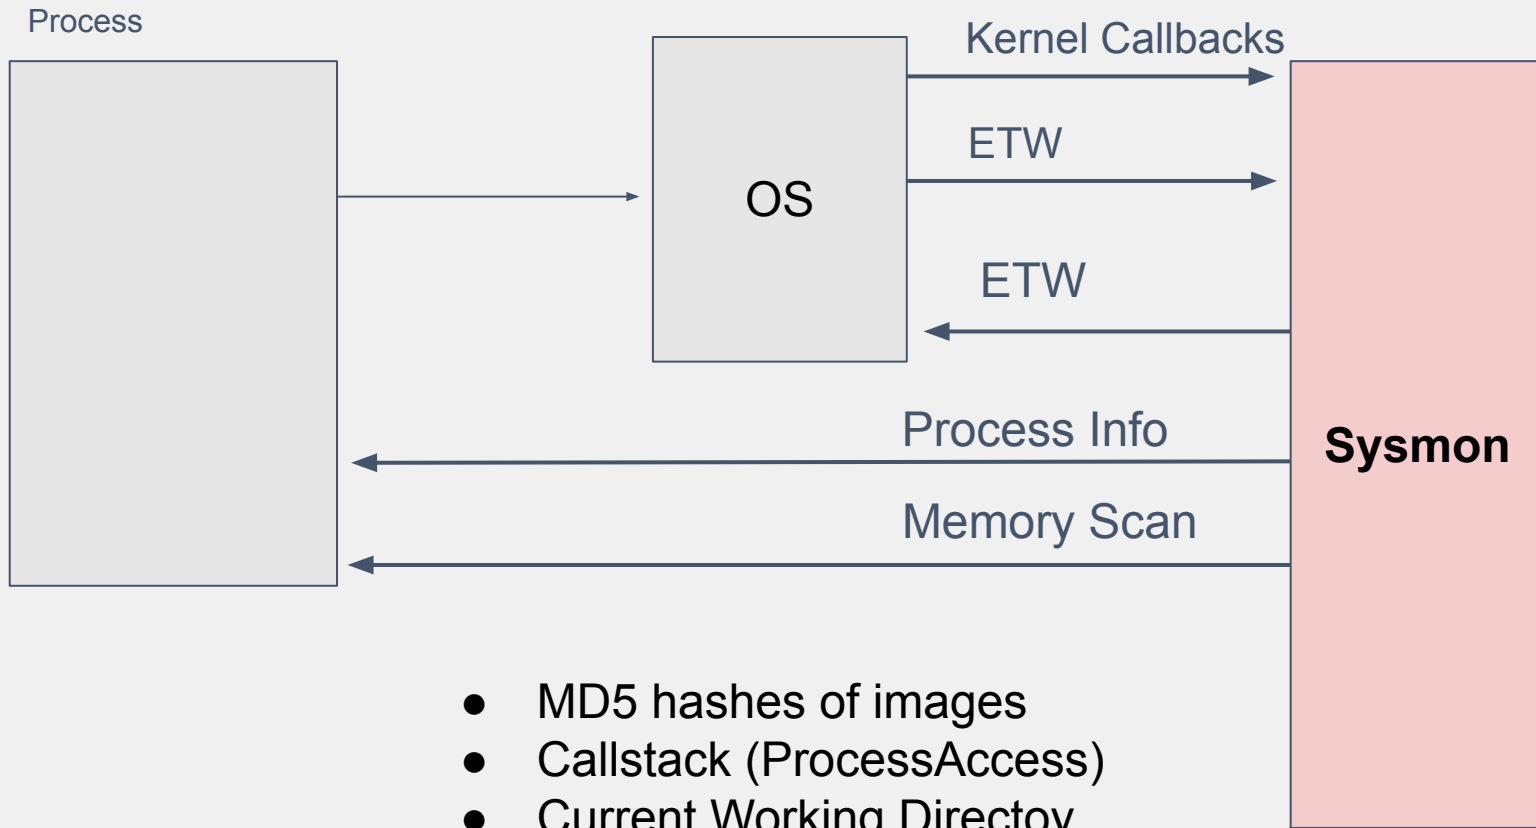 Process
Kernel Callbacks
ETW
OS
ETW
Process Info
Sysmon
Memory Scan
● MD5 hashes of images
● Callstack (ProcessAccess)
● Current Working Directoy